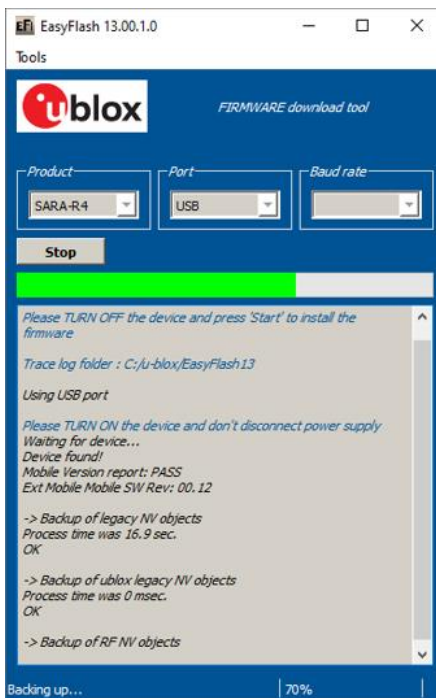 EasyFlash 13.00.1.0
Tools
ublox
FIRMWARE download tool
Product
Port
Baud rate
SARA-R4
USB
Stop
Please TURN OFF the device and press 'Start' to install the
firmware
Trace log folder : C:/u-blox/EasyFlash13
Using USB port
Please TURN ON the device and don't disconnect power supply
Waiting for device...
Device found!
Mobile Version report: PASS
Ext Mobile Mobile SW Rev: 00.12
-> Backup of legacy NV objects
Process time was 16.9 sec.
OK
-> Backup of ublox legacy NV objects
Process time was 0 msec.
OK
-> Backup of RF NV objects
Backing up...
70%